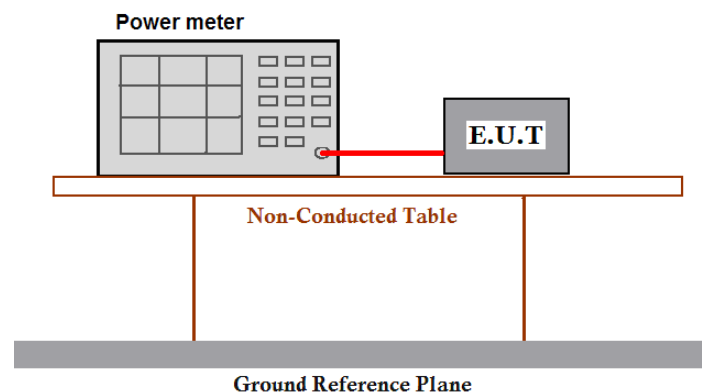 Power meter
E.U.T
Non-Conducted Table
Ground Reference Plane